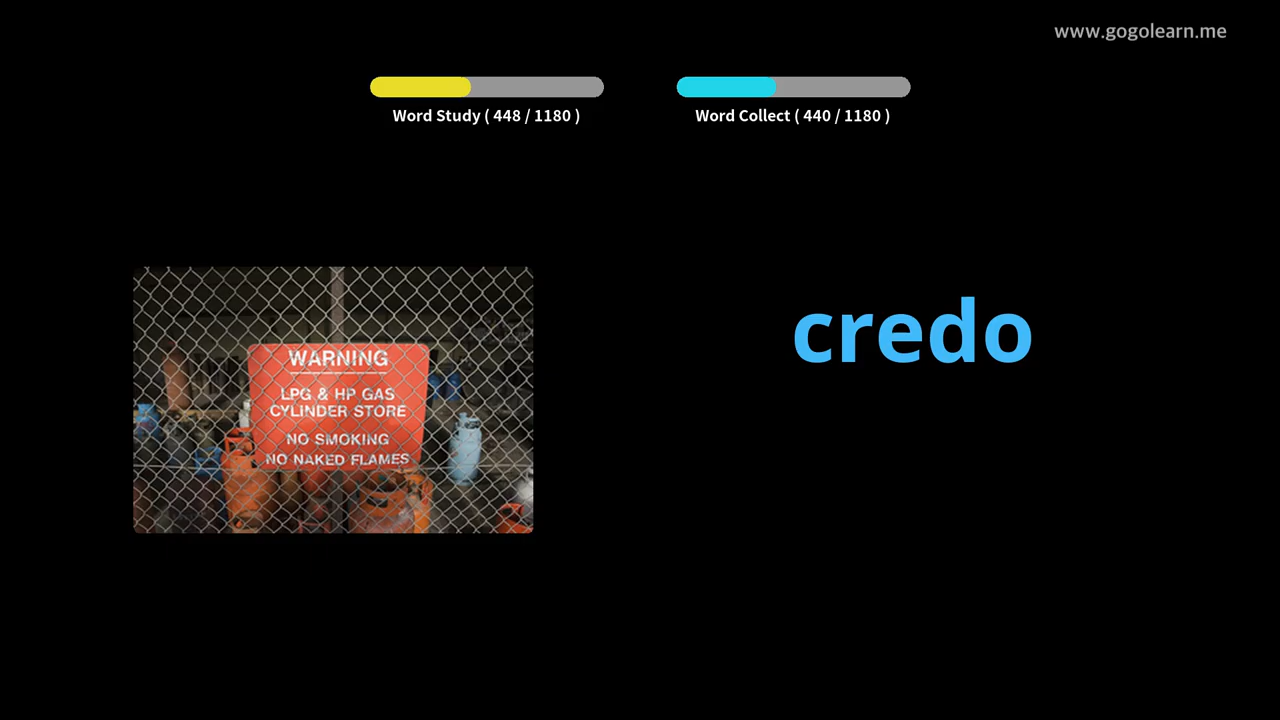 www.gogolearn.me
Word Study ( 448 / 1180 )
Word Collect ( 440 / 1180 )
WARNING
LPG & HP GAS
CYLINDER STORE
NO SMOKING
NO NAKED FLAMES
credo